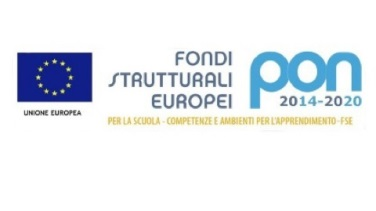 FONDI
STRUTTURALI
EUROPEI
pon
2014-2020
UNIONE EUROPEA
PER LA SCUOLA - COMPETENZE E AMBIENTI PER L'APPRENDIMENTO-FSE